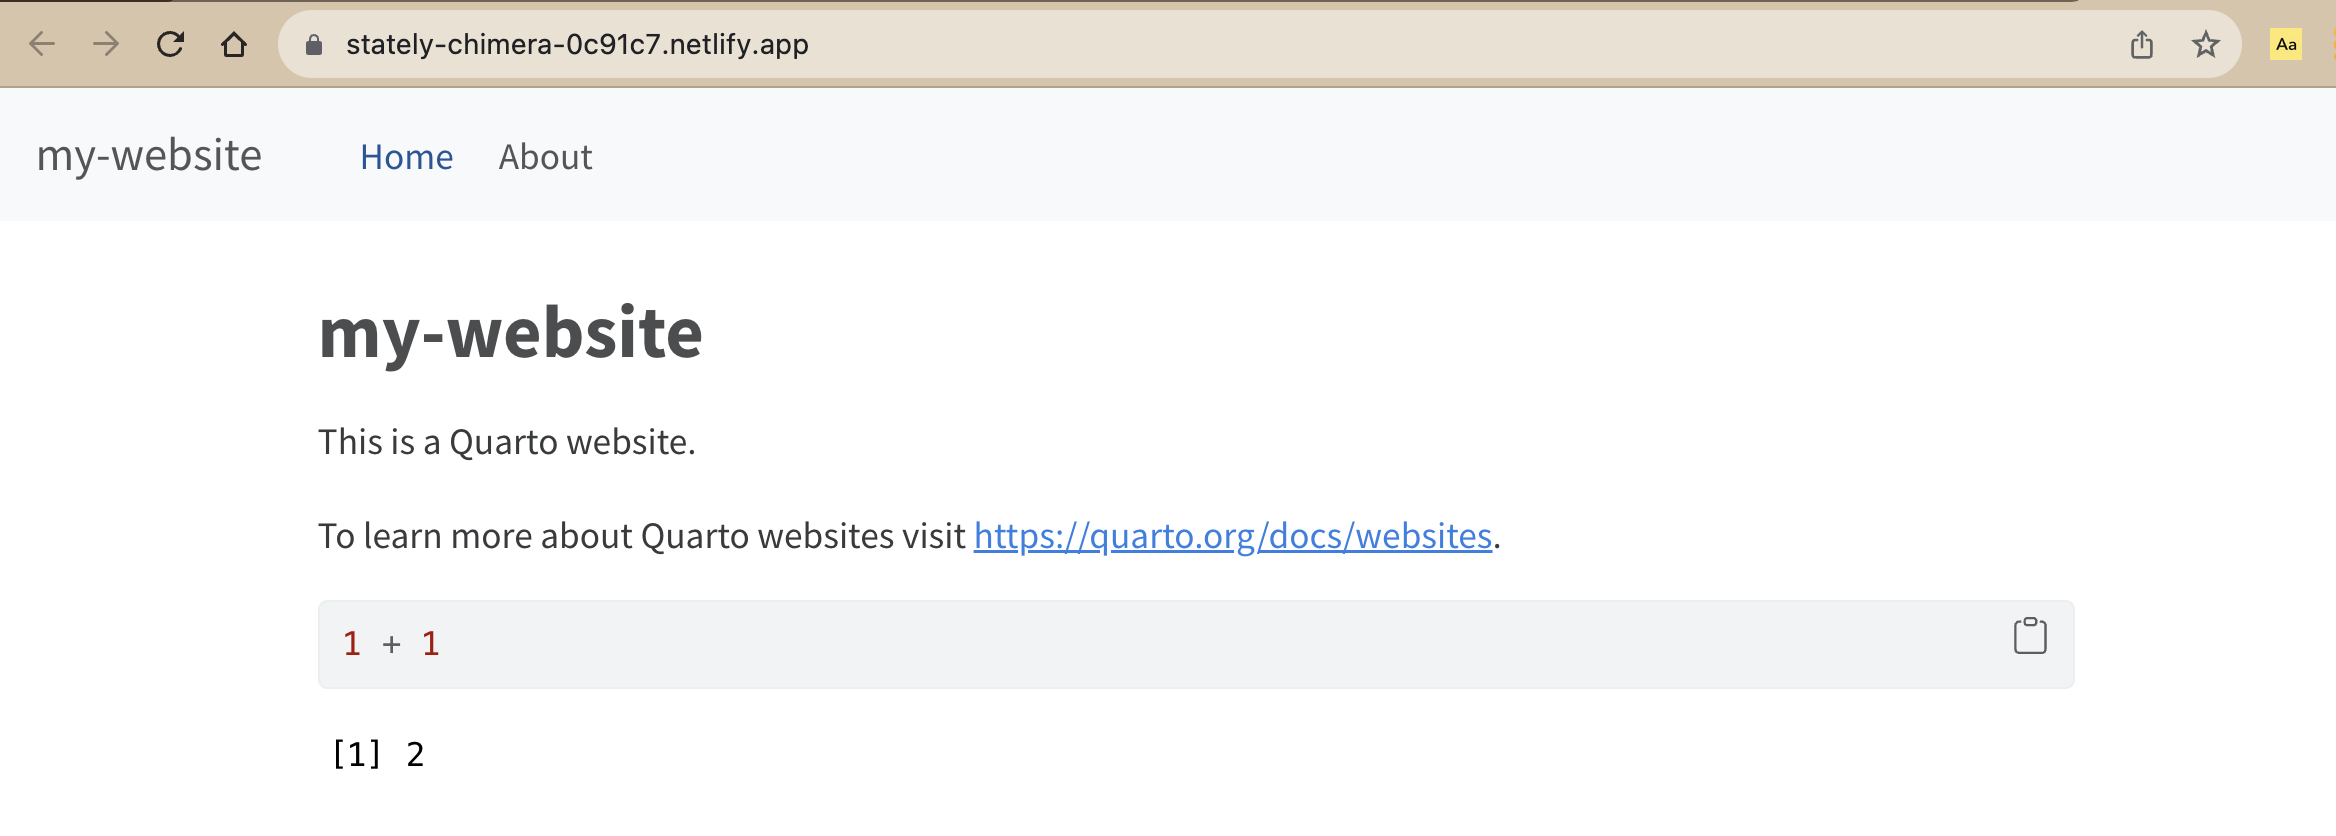 stately-chimera-0c91c7.netlify.app
Aa
my-website Home About
my-website
This is a Quarto website.
To learn more about Quarto websites visit https://quarto.org/docs/websites.
1 + 1
[1] 2